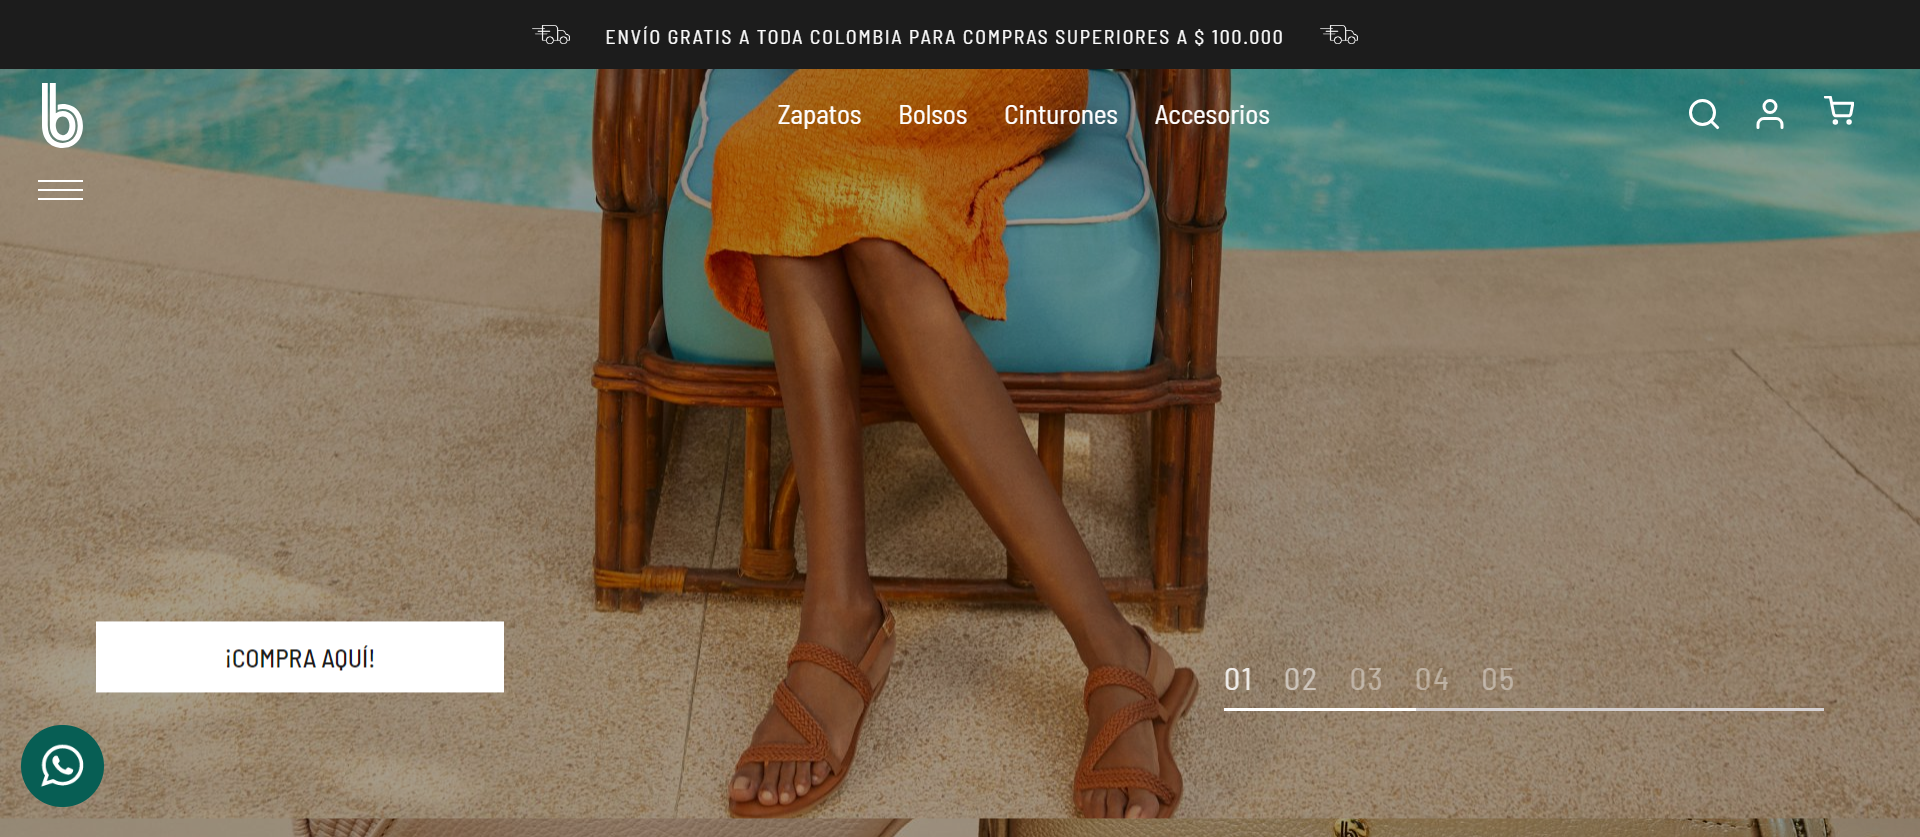 ENVÍO GRATIS A TODA COLOMBIA PARA COMPRAS SUPERIORES A $ 100.000
b
Zapatos Bolsos Cinturones Accesorios
¡COMPRA AQUÍ!
01 02 03 04 05